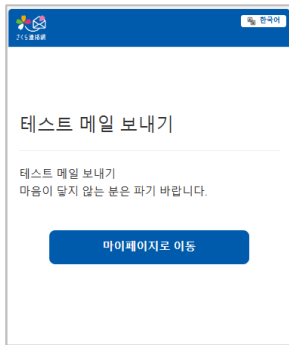 さくら連絡網
한국어
테스트 메일 보내기
테스트 메일 보내기
마음이 닿지 않는 분은 파기 바랍니다.
마이페이지로 이동